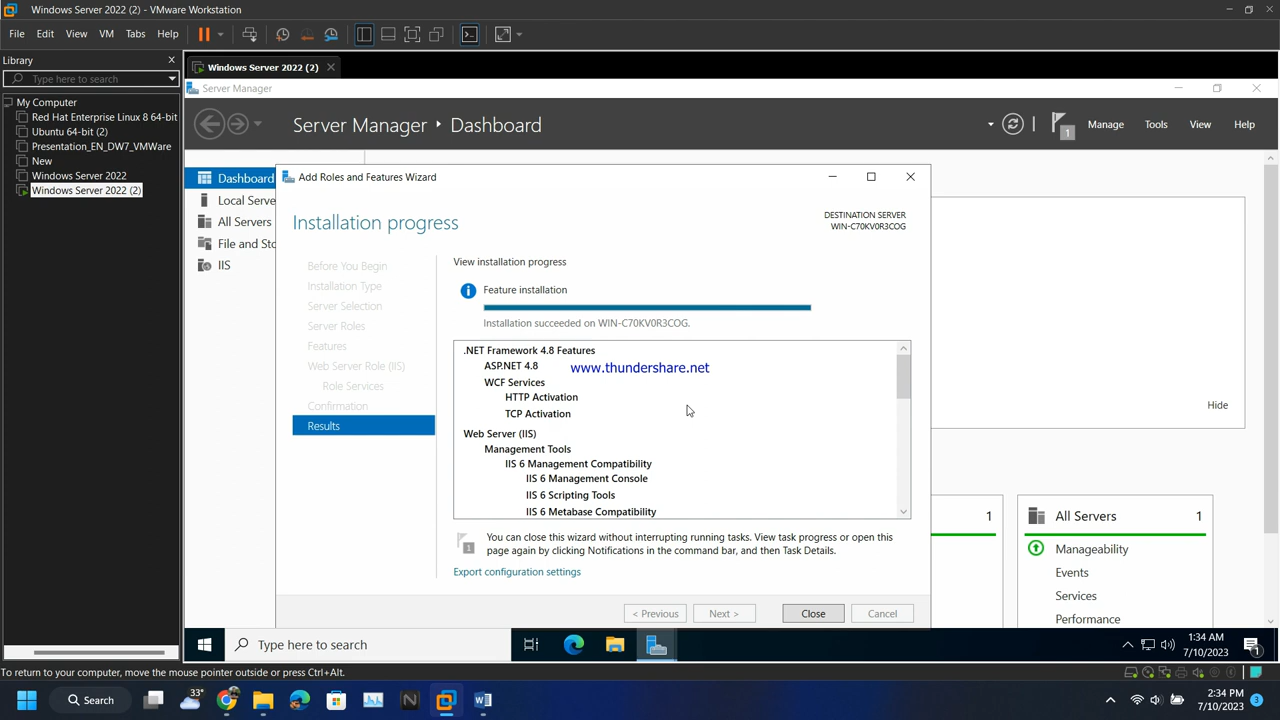 Windows Server 2022 (2) - VMware Workstation
File Edit View VM Tabs Help
Library
Type here to search
My Computer
Red Hat Enterprise Linux 8 64-bit
Ubuntu 64-bit (2)
Presentation_EN_DW7_VMWare
New
Windows Server 2022
Windows Server 2022 (2)
Windows Server 2022 (2)
Server Manager
Server Manager • Dashboard
1
Manage Tools View Help
Dashboard
Local Serve
All Servers
File and Sto
IIS
Add Roles and Features Wizard
Installation progress
DESTINATION SERVER
WIN-C70KV0R3COG
Before You Begin
Installation Type
Server Selection
Server Roles
Features
Web Server Role (IIS)
Role Services
Confirmation
Results
View installation progress
Feature installation
Installation succeeded on WIN-C70KV0R3COG.
.NET Framework 4.8 Features
ASP.NET 4.8
www.thundershare.net
WCF Services
HTTP Activation
TCP Activation
Web Server (IIS)
Management Tools
IIS 6 Management Compatibility
IIS 6 Management Console
IIS 6 Scripting Tools
IIS 6 Metabase Compatibility
1
You can close this wizard without interrupting running tasks. View task progress or open this
page again by clicking Notifications in the command bar, and then Task Details.
Export configuration settings
< Previous Next > Close Cancel
Hide
1
All Servers 1
Manageability
Events
Services
Performance
Type here to search
1:34 AM
7/10/2023
1
To return to your computer, move the mouse pointer outside or press Ctrl+Alt.
Search
33°
2:34 PM
7/10/2023
3